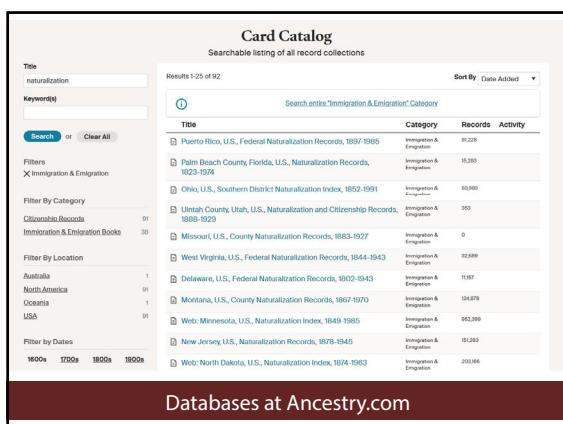 Card Catalog
Searchable listing of all record collections
Title
naturalization
Keyword(s)
Search or Clear All
Filters
X Immigration & Emigration
Filter By Category
Citizenship Records 91
Immigration & Emigration Books 38
Filter By Location
Australia 1
North America 91
Oceania 1
USA 91
Filter by Dates
1600s 1700s 1800s 1900s
Results 1-25 of 92
Sort By Date Added
Search entire "Immigration & Emigration" Category
Title Category Records Activity
Puerto Rico, U.S., Federal Naturalization Records, 1897-1985 Immigration & Emigration 91,228
Palm Beach County, Florida, U.S., Naturalization Records, 1823-1974 Immigration & Emigration 15,293
Ohio, U.S., Southern District Naturalization Index, 1852-1991 Immigration & Emigration
Uintah County, Utah, U.S., Naturalization and Citizenship Records, 1888-1929 Immigration & Emigration 353
Missouri, U.S., County Naturalization Records, 1883-1927 Immigration & Emigration 0
West Virginia, U.S., Federal Naturalization Records, 1844-1943 Immigration & Emigration 32,689
Delaware, U.S., Federal Naturalization Records, 1802-1943 Immigration & Emigration 11,167
Montana, U.S., County Naturalization Records, 1867-1970 Immigration & Emigration 134,878
Web: Minnesota, U.S., Naturalization Index, 1849-1985 Immigration & Emigration 962,399
New Jersey, U.S., Naturalization Records, 1878-1945 Immigration & Emigration 151,293
Web: North Dakota, U.S., Naturalization Index, 1874-1963 Immigration & Emigration 200,166
Databases at Ancestry.com